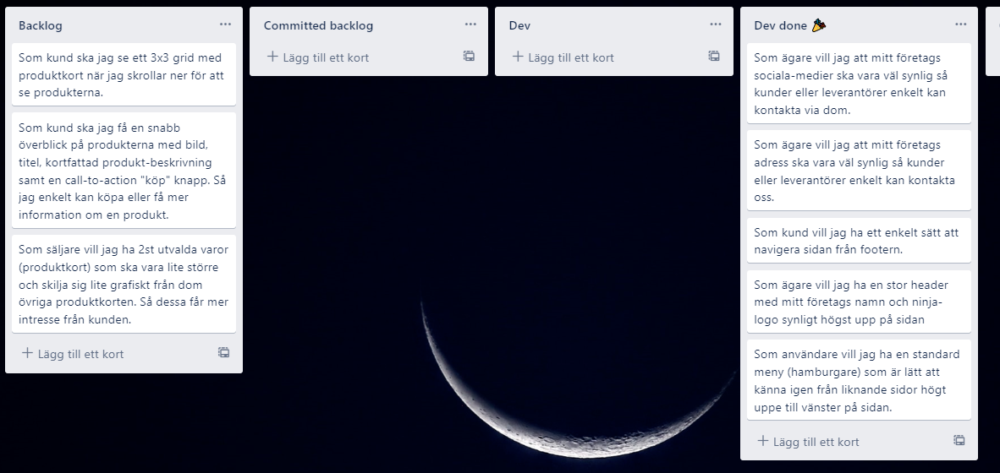 Backlog
Som kund ska jag se ett 3x3 grid med
produktkort när jag skrollar ner för att
se produkterna.
Som kund ska jag få en snabb
överblick på produkterna med bild,
titel, kortfattad produkt-beskrivning
samt en call-to-action "köp" knapp. Så
jag enkelt kan köpa eller få mer
information om en produkt.
Som säljare vill jag ha 2st utvalda varor
(produktkort) som ska vara lite större
och skilja sig lite grafiskt från dom
övriga produktkorten. Så dessa får mer
intresse från kunden.
Lägg till ett kort
Committed backlog
Lägg till ett kort
Dev
Lägg till ett kort
Dev done 🎉
Som ägare vill jag att mitt företags
sociala-medier ska vara väl synlig så
kunder eller leverantörer enkelt kan
kontakta via dom.
Som ägare vill jag att mitt företags
adress ska vara väl synlig så kunder
eller leverantörer enkelt kan kontakta
oss.
Som kund vill jag ha ett enkelt sätt att
navigera sidan från footern.
Som ägare vill jag ha en stor header
med mitt företags namn och ninja-
logo synligt högst upp på sidan
Som användare vill jag ha en standard
meny (hamburgare) som är lätt att
känna igen från liknande sidor högt
uppe till vänster på sidan.
Lägg till ett kort